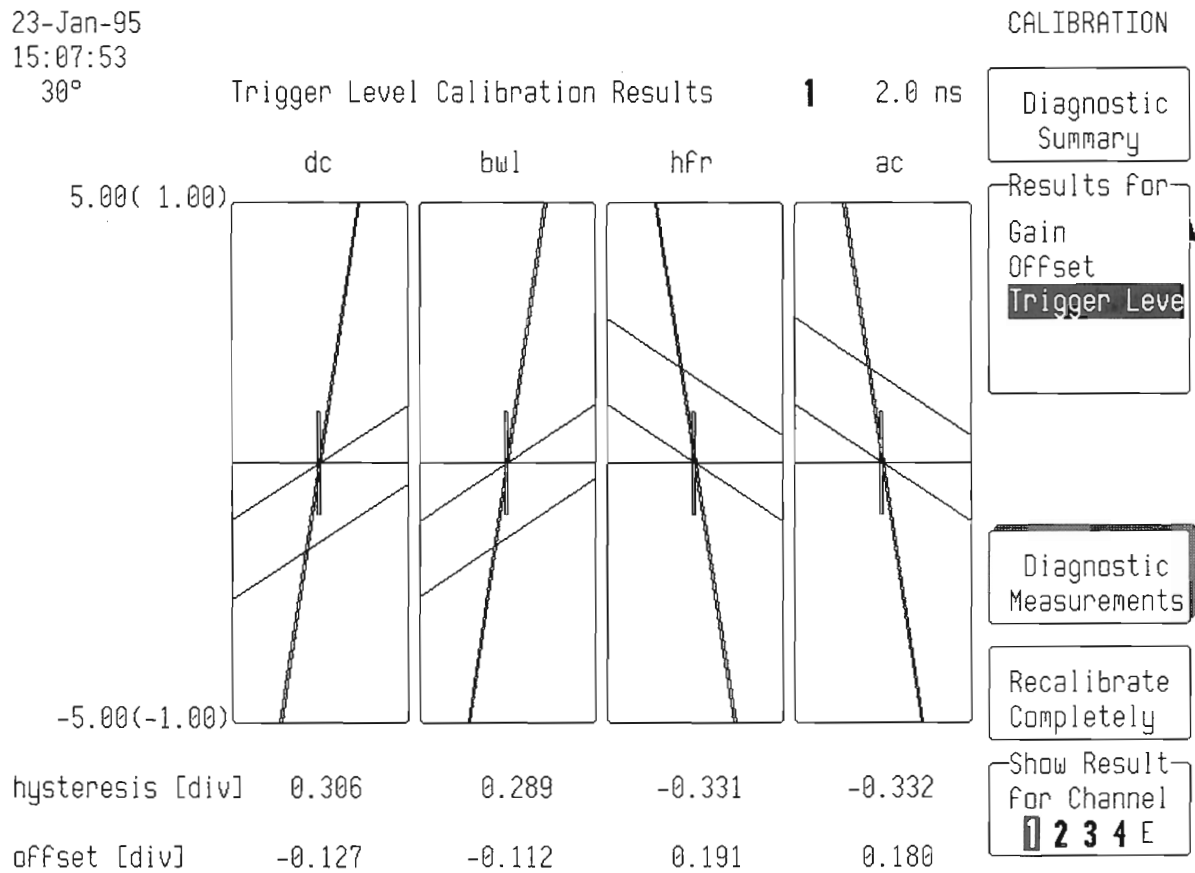 23-Jan-95
15:07:53
30°
Trigger Level Calibration Results 1 2.0 ns
dc bwl hfr ac
5.00( 1.00)
-5.00(-1.00)
hysteresis [div] 0.306 0.289 -0.331 -0.332
offset [div] -0.127 -0.112 0.191 0.180
CALIBRATION
Diagnostic
Summary
Results for
Gain
Offset
Trigger Leve
Diagnostic
Measurements
Recalibrate
Completely
Show Result
for Channel
1 2 3 4 E